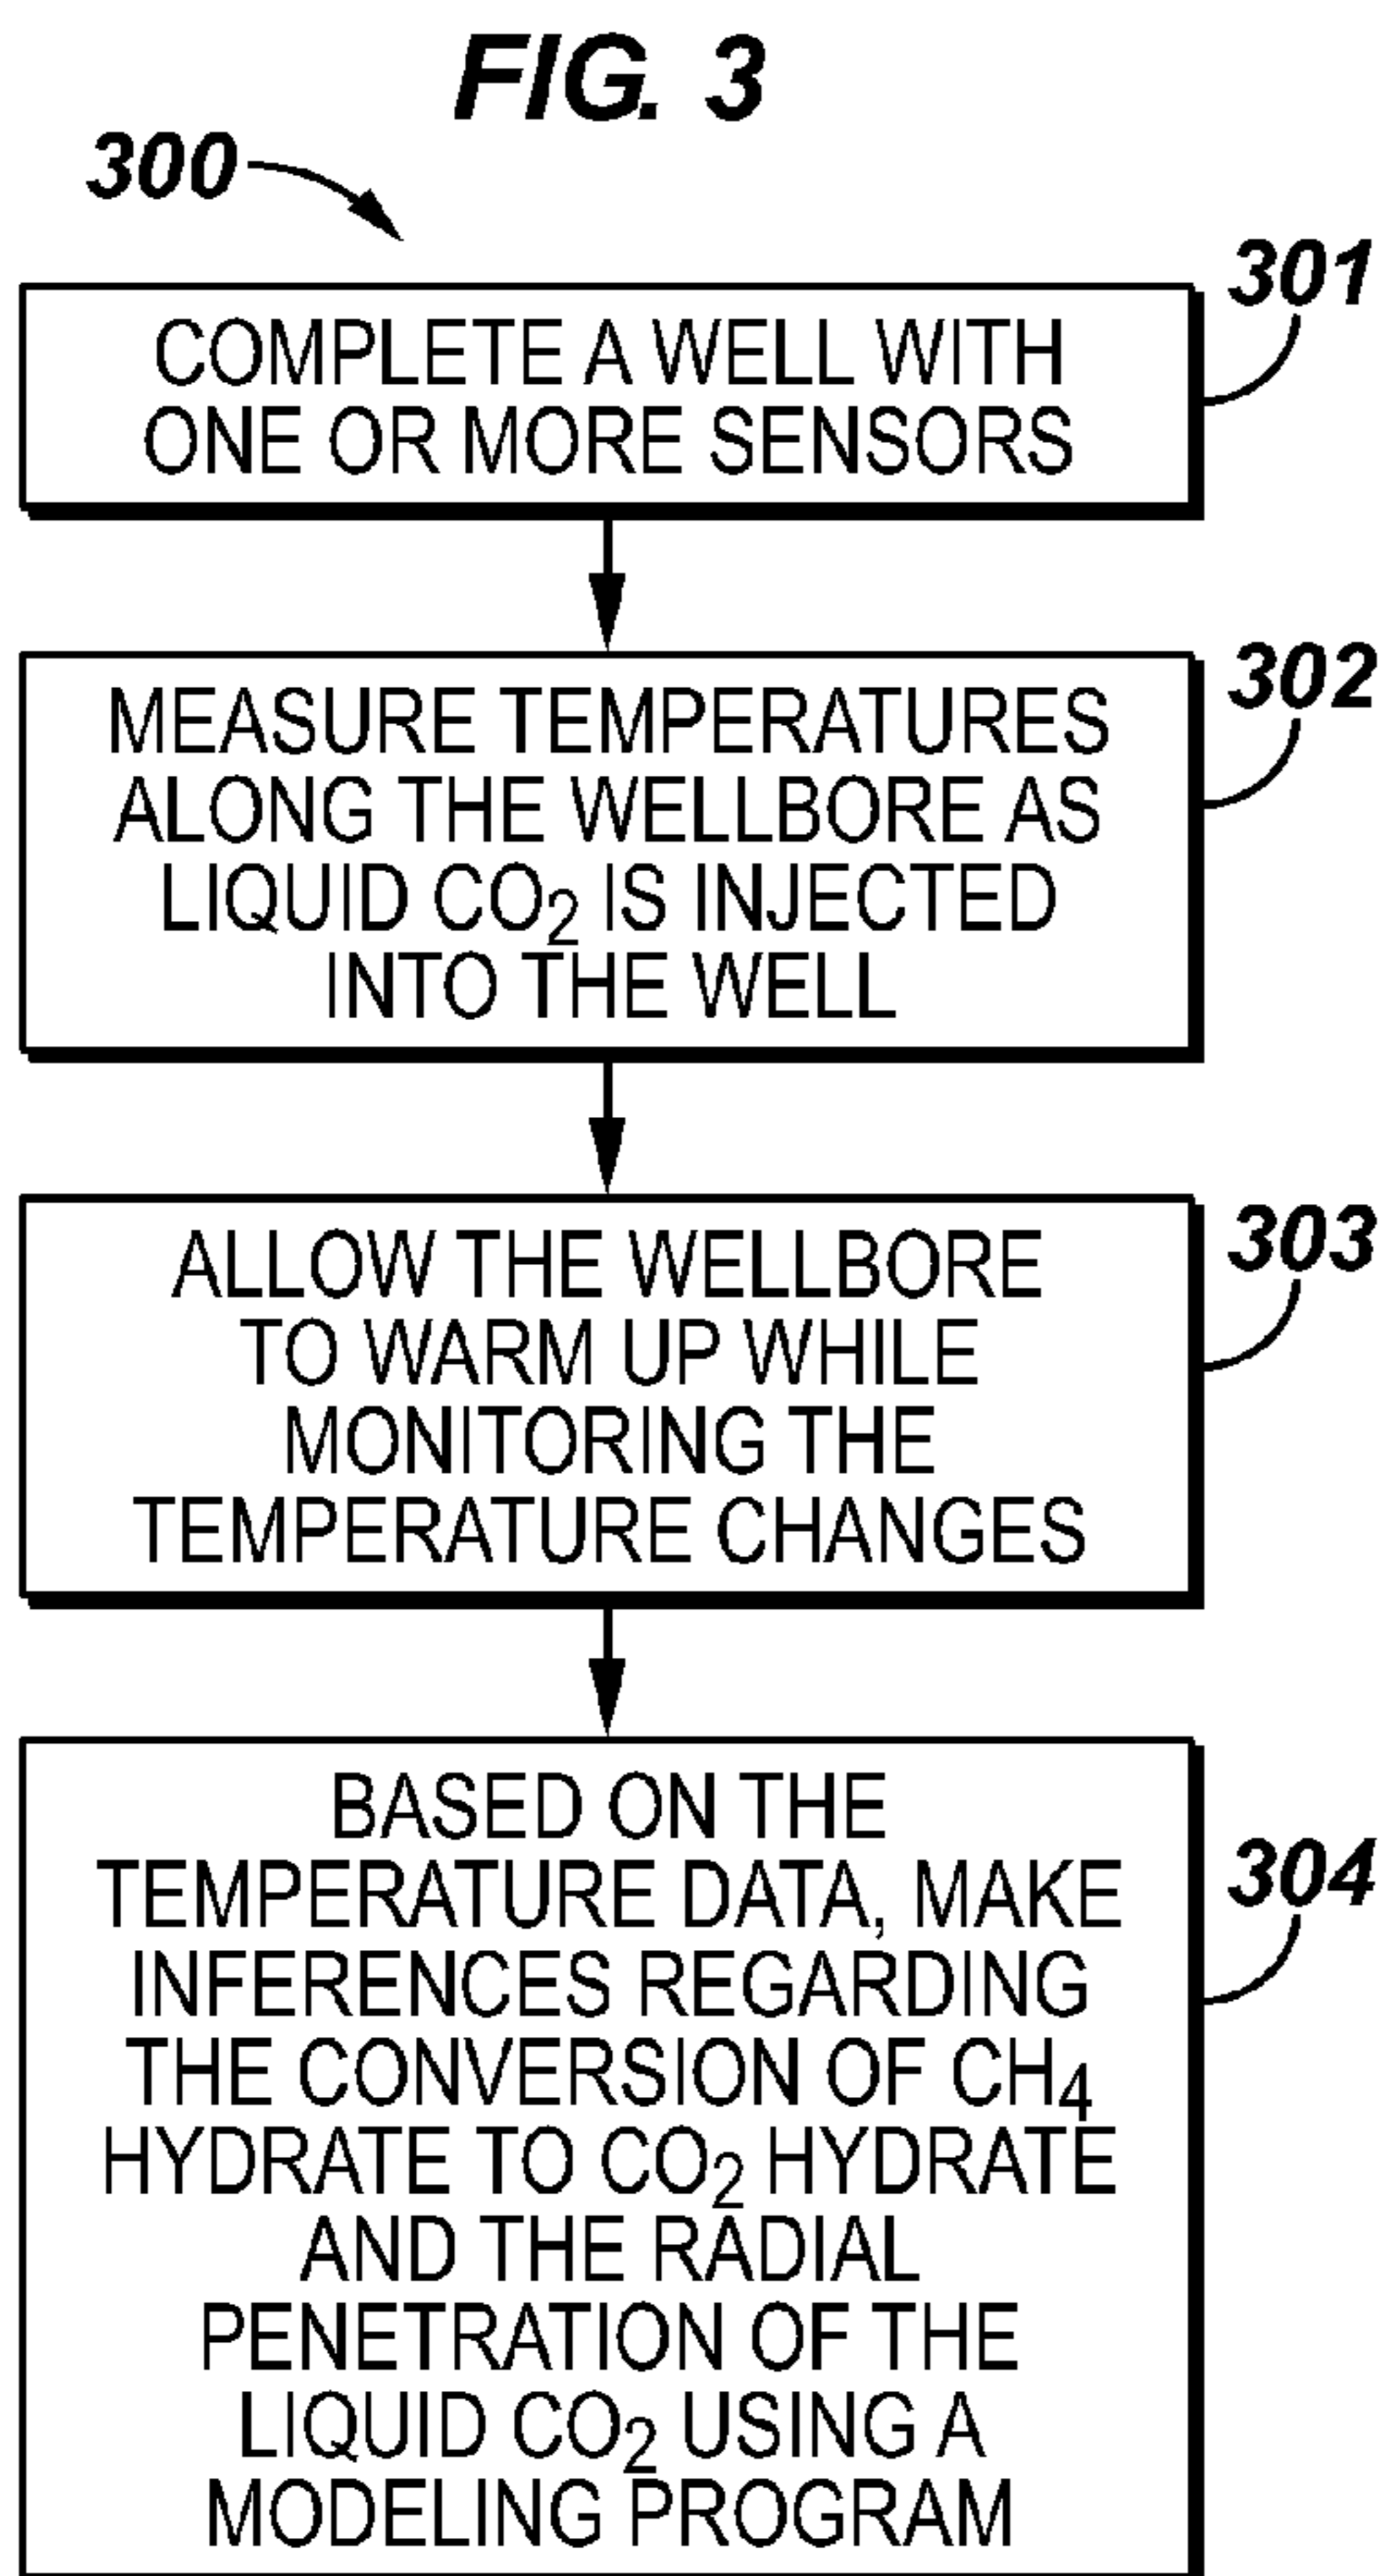 FIG. 3
300
301
COMPLETE A WELL WITH
ONE OR MORE SENSORS
302
MEASURE TEMPERATURES
ALONG THE WELLBORE AS
LIQUID CO₂ IS INJECTED
INTO THE WELL
303
ALLOW THE WELLBORE
TO WARM UP WHILE
MONITORING THE
TEMPERATURE CHANGES
304
BASED ON THE
TEMPERATURE DATA, MAKE
INFERENCES REGARDING
THE CONVERSION OF CH₄
HYDRATE TO CO₂ HYDRATE
AND THE RADIAL
PENETRATION OF THE
LIQUID CO₂ USING A
MODELING PROGRAM